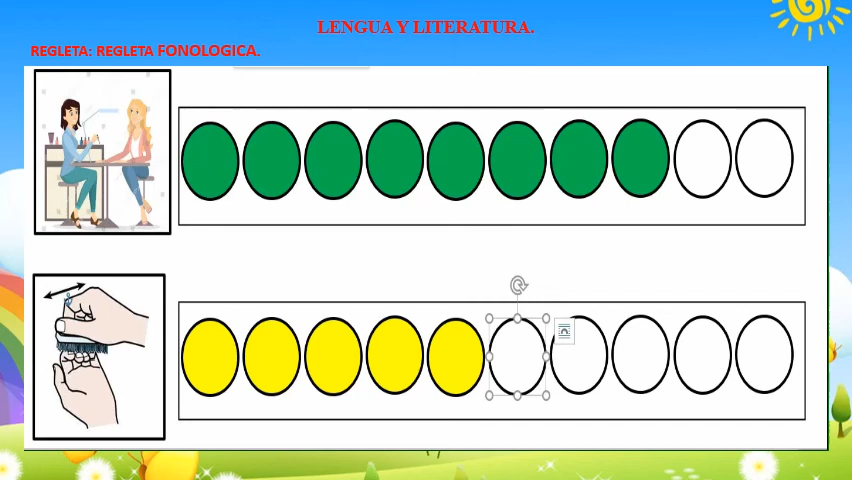 LENGUA Y LITERATURA.
REGLETA: REGLETA FONOLOGICA.